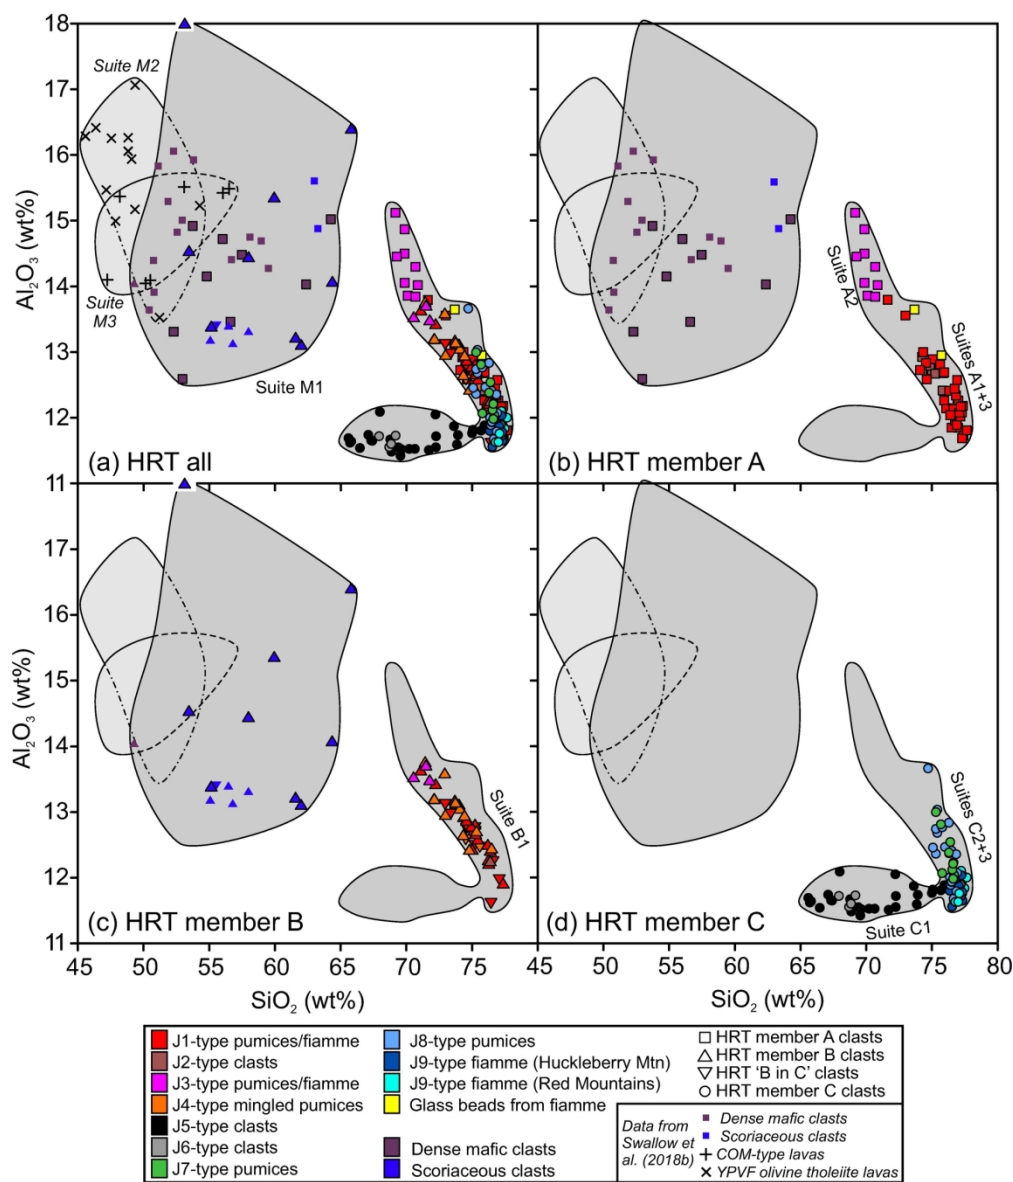 18
17
16
15
14
13
12
11
Al2O3 (wt%)
Suite M2
Suite M3
Suite M1
(a) HRT all
Suite A2
Suites A1+3
(b) HRT member A
17
16
15
14
13
12
11
Al2O3 (wt%)
Suite B1
(c) HRT member B
Suites C2+3
Suite C1
(d) HRT member C
45 50 55 60 65 70 75 45 50 55 60 65 70 75 80
SiO2 (wt%) SiO2 (wt%)
J1-type pumices/fiamme
J2-type clasts
J3-type pumices/fiamme
J4-type mingled pumices
J5-type clasts
J6-type clasts
J7-type pumices
J8-type pumices
J9-type fiamme (Huckleberry Mtn)
J9-type fiamme (Red Mountains)
Glass beads from fiamme
Dense mafic clasts
Scoriaceous clasts
HRT member A clasts
HRT member B clasts
HRT ‘B in C’ clasts
HRT member C clasts
Data from
Swallow et
al. (2018b)
Dense mafic clasts
Scoriaceous clasts
COM-type lavas
YPVF olivine tholeiite lavas